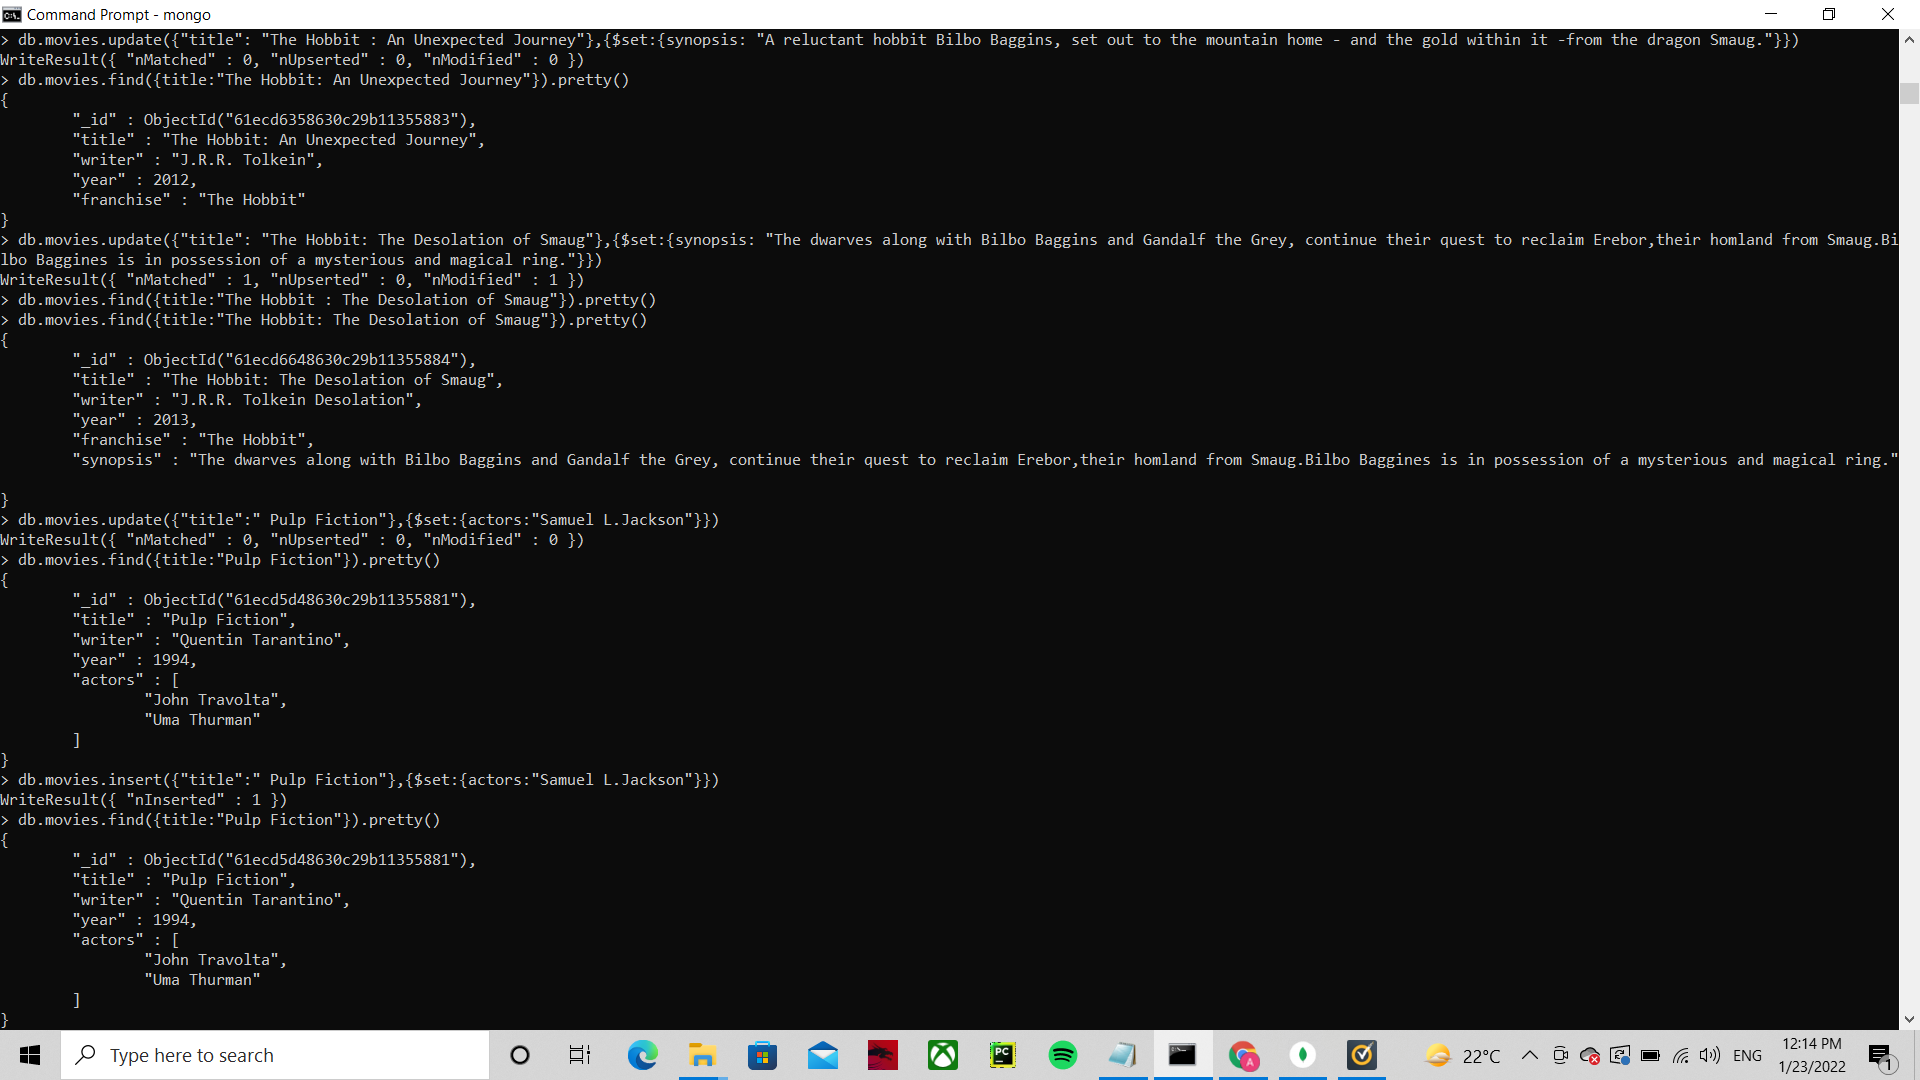 Command Prompt - mongo
> db.movies.update({"title": "The Hobbit : An Unexpected Journey"},{$set:{synopsis: "A reluctant hobbit Bilbo Baggins, set out to the mountain home - and the gold within it -from the dragon Smaug."}})
WriteResult({ "nMatched" : 0, "nUpserted" : 0, "nModified" : 0 })
> db.movies.find({title:"The Hobbit: An Unexpected Journey"}).pretty()
{
"_id" : ObjectId("61ecd6358630c29b11355883"),
"title" : "The Hobbit: An Unexpected Journey",
"writer" : "J.R.R. Tolkein",
"year" : 2012,
"franchise" : "The Hobbit"
}
> db.movies.update({"title": "The Hobbit: The Desolation of Smaug"},{$set:{synopsis: "The dwarves along with Bilbo Baggins and Gandalf the Grey, continue their quest to reclaim Erebor,their homland from Smaug.Bi
lbo Baggines is in possession of a mysterious and magical ring."}})
WriteResult({ "nMatched" : 1, "nUpserted" : 0, "nModified" : 1 })
> db.movies.find({title:"The Hobbit : The Desolation of Smaug"}).pretty()
> db.movies.find({title:"The Hobbit: The Desolation of Smaug"}).pretty()
{
"_id" : ObjectId("61ecd6648630c29b11355884"),
"title" : "The Hobbit: The Desolation of Smaug",
"writer" : "J.R.R. Tolkein Desolation",
"year" : 2013,
"franchise" : "The Hobbit",
"synopsis" : "The dwarves along with Bilbo Baggins and Gandalf the Grey, continue their quest to reclaim Erebor,their homland from Smaug.Bilbo Baggines is in possession of a mysterious and magical ring."
}
> db.movies.update({"title":" Pulp Fiction"},{$set:{actors:"Samuel L.Jackson"}})
WriteResult({ "nMatched" : 0, "nUpserted" : 0, "nModified" : 0 })
> db.movies.find({title:"Pulp Fiction"}).pretty()
{
"_id" : ObjectId("61ecd5d48630c29b11355881"),
"title" : "Pulp Fiction",
"writer" : "Quentin Tarantino",
"year" : 1994,
"actors" : [
"John Travolta",
"Uma Thurman"
]
}
> db.movies.insert({"title":" Pulp Fiction"},{$set:{actors:"Samuel L.Jackson"}})
WriteResult({ "nInserted" : 1 })
> db.movies.find({title:"Pulp Fiction"}).pretty()
{
"_id" : ObjectId("61ecd5d48630c29b11355881"),
"title" : "Pulp Fiction",
"writer" : "Quentin Tarantino",
"year" : 1994,
"actors" : [
"John Travolta",
"Uma Thurman"
]
}
Type here to search
PC
A
22°C
ENG
12:14 PM
1/23/2022
1